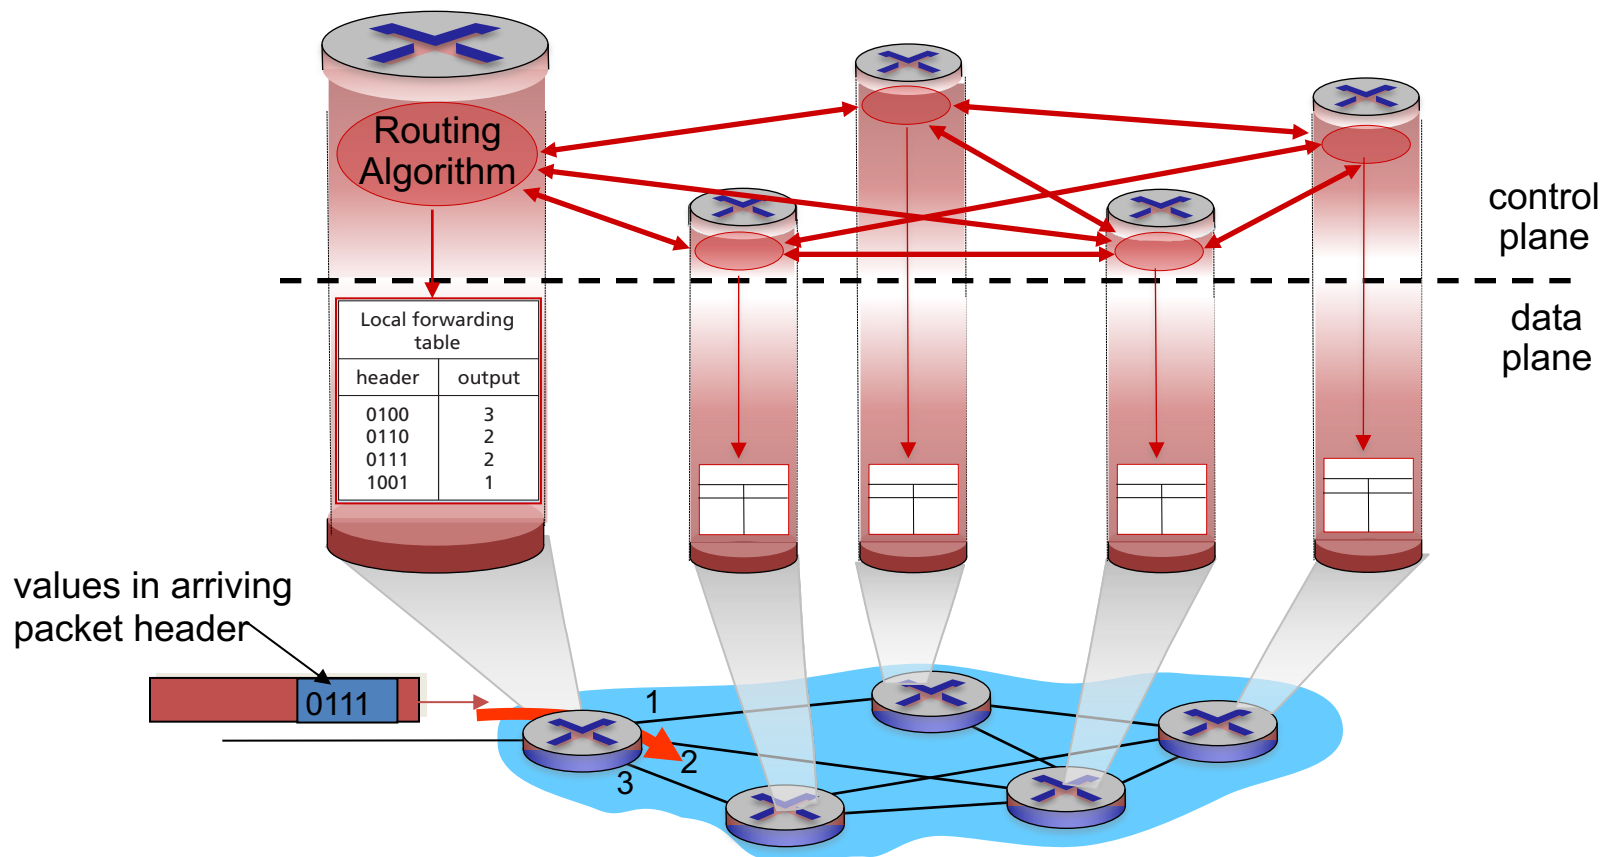 Routing
Algorithm
control
plane
data
plane
Local forwarding
table
header output
0100 3
0110 2
0111 2
1001 1
values in arriving
packet header
0111
1
2
3